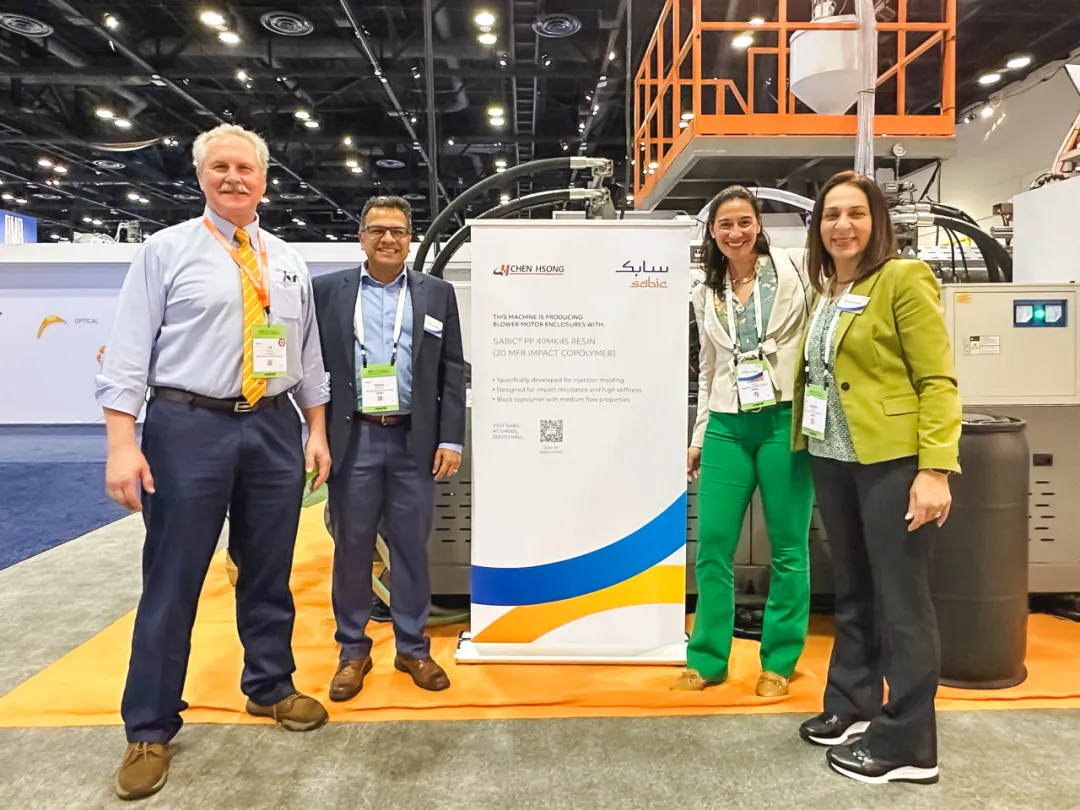 CHEN HSONG
سابك
sabic
THIS MACHINE IS PRODUCING
BLOWER MOTOR ENCLOSURES WITH:
SABIC® PP 49MK45 RESIN
(20 MFR IMPACT COPOLYMER)
• Specifically developed for injection molding
• Designed for impact resistance and high stiffness
• Block copolymer with medium flow properties
VISIT SABIC
SOUTH HALL
OPTICAL